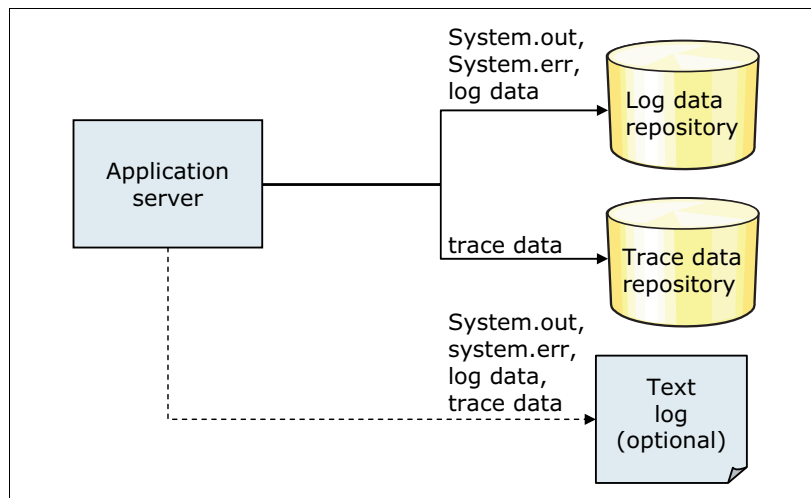 System.out,
System.err,
log data
Log data
repository
Application
server
trace data
Trace data
repository
System.out,
system.err,
log data,
trace data
Text
log
(optional)